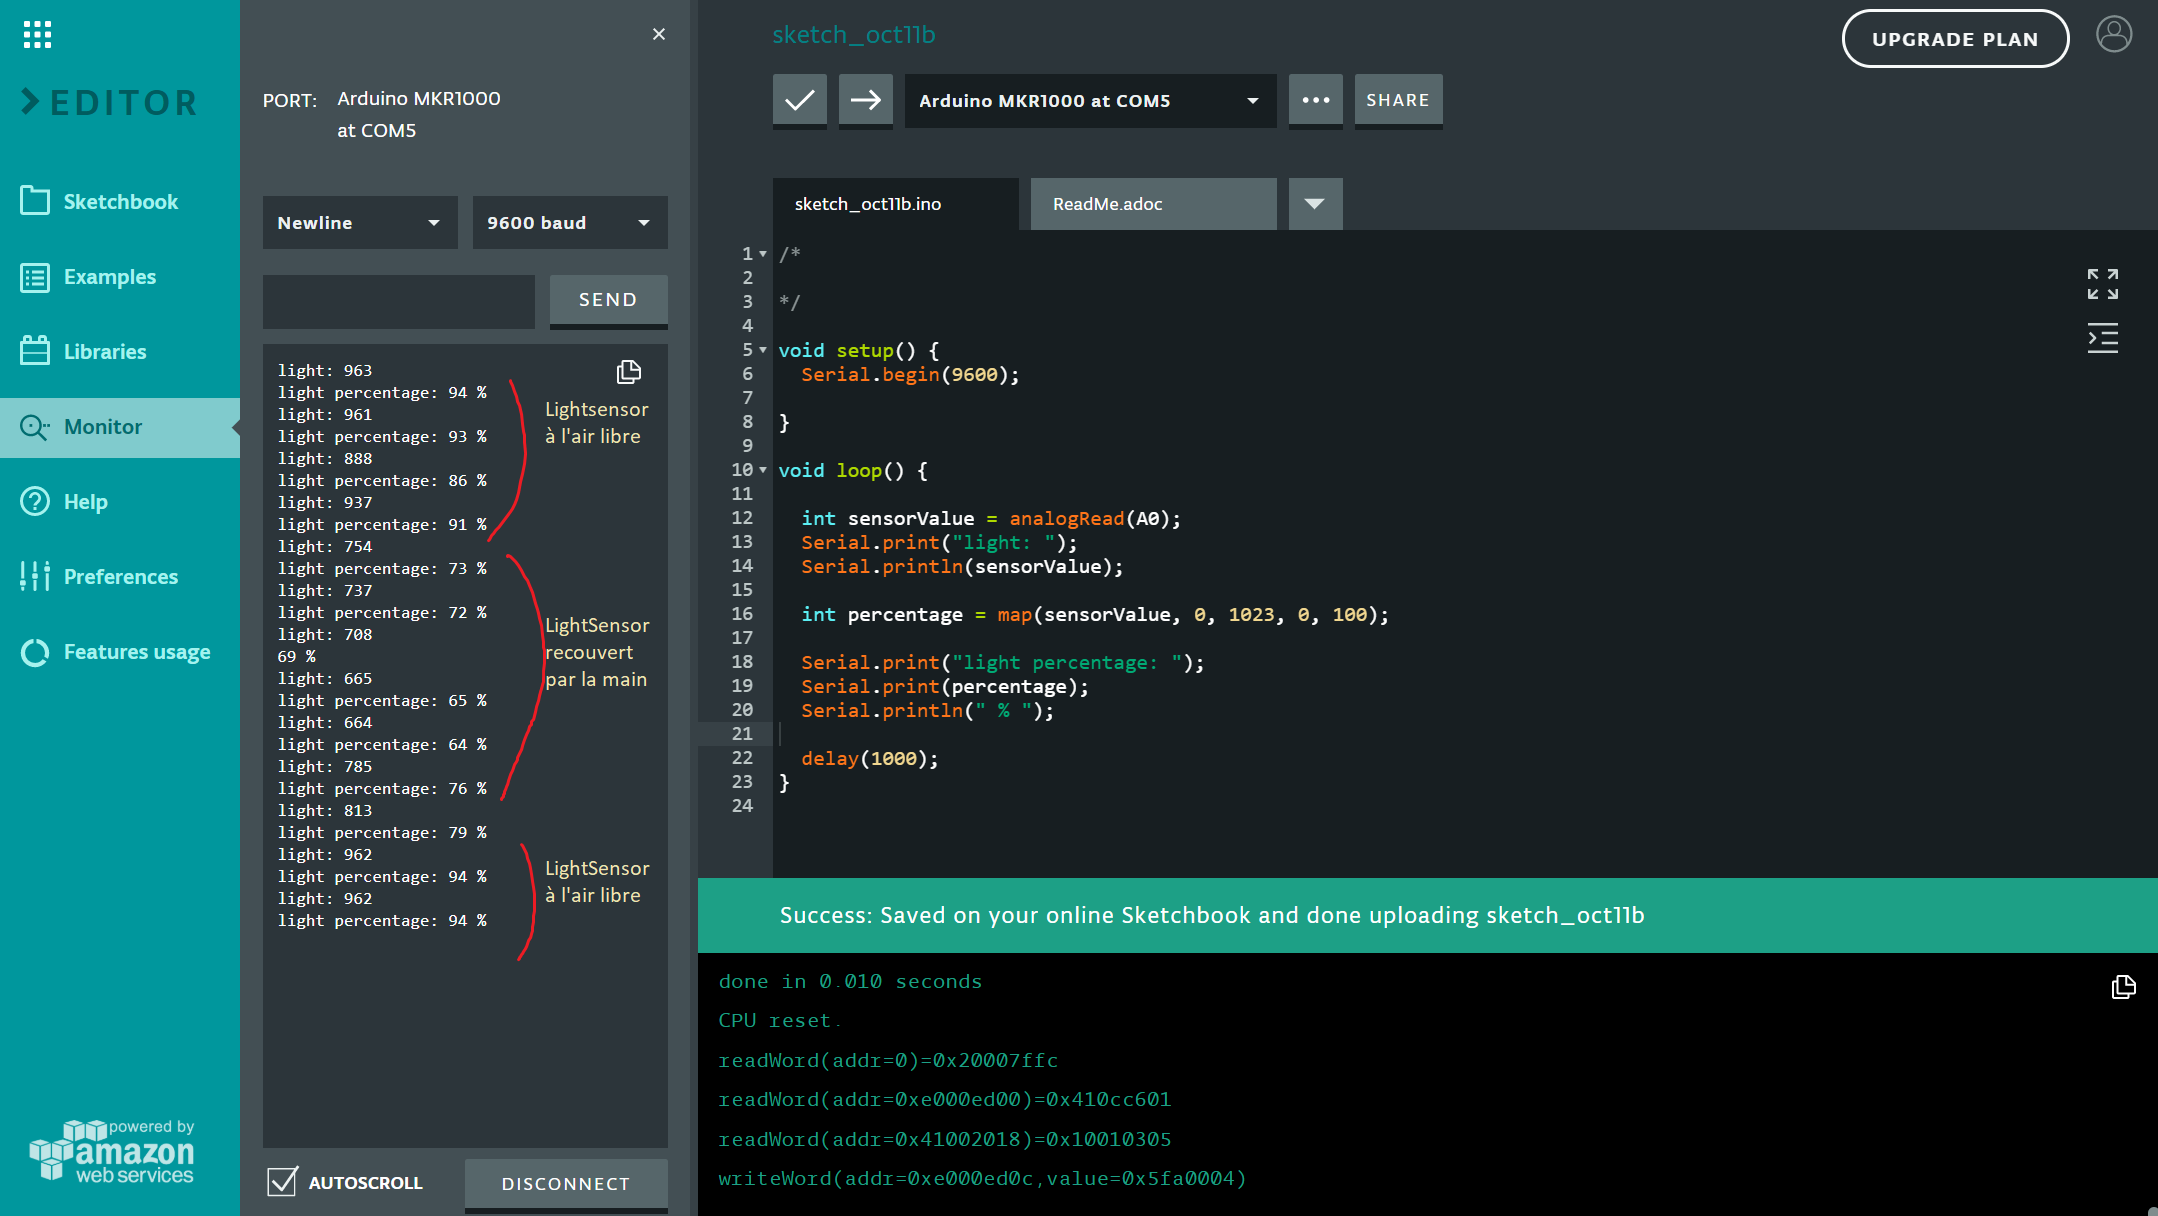 EDITOR
Sketchbook
Examples
Libraries
Monitor
Help
Preferences
Features usage
powered by
amazon
web services
PORT: Arduino MKR1000
at COM5
Newline
9600 baud
SEND
light: 963
light percentage: 94 %
light: 961
light percentage: 93 %
light: 888
light percentage: 86 %
light: 937
light percentage: 91 %
light: 754
light percentage: 73 %
light: 737
light percentage: 72 %
light: 708
69 %
light: 665
light percentage: 65 %
light: 664
light percentage: 64 %
light: 785
light percentage: 76 %
light: 813
light percentage: 79 %
light: 962
light percentage: 94 %
light: 962
light percentage: 94 %
Lightsensor
à l'air libre
LightSensor
recouvert
par la main
LightSensor
à l'air libre
AUTOSCROLL
DISCONNECT
sketch_oct11b
UPGRADE PLAN
Arduino MKR1000 at COM5
SHARE
sketch_oct11b.ino
ReadMe.adoc
1 /*
2
3 */
4
5 void setup() {
6 Serial.begin(9600);
7
8 }
9
10 void loop() {
11
12 int sensorValue = analogRead(A0);
13 Serial.print("light: ");
14 Serial.println(sensorValue);
15
16 int percentage = map(sensorValue, 0, 1023, 0, 100);
17
18 Serial.print("light percentage: ");
19 Serial.print(percentage);
20 Serial.println(" % ");
21
22 delay(1000);
23 }
24
Success: Saved on your online Sketchbook and done uploading sketch_oct11b
done in 0.010 seconds
CPU reset.
readWord(addr=0)=0x20007ffc
readWord(addr=0xe000ed00)=0x410cc601
readWord(addr=0x41002018)=0x10010305
writeWord(addr=0xe000ed0c,value=0x5fa0004)